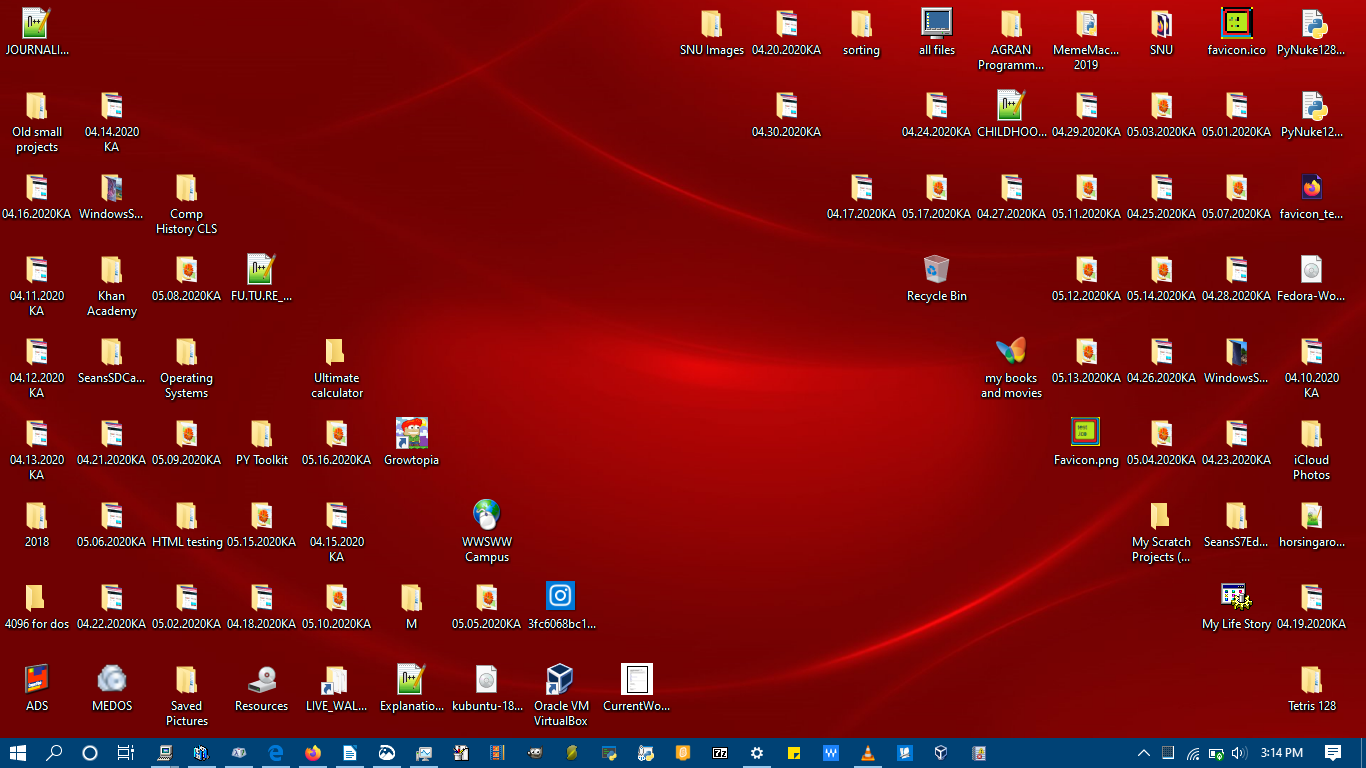 JOURNALI...
SNU Images
04.20.2020KA
sorting
all files
AGRAN
Programm...
MemeMac...
2019
SNU
favicon.ico
PyNuke128...
Old small
projects
04.14.2020
KA
04.30.2020KA
04.24.2020KA
CHILDHOO...
04.29.2020KA
05.03.2020KA
05.01.2020KA
PyNuke12...
04.16.2020KA
WindowsS...
Comp
History CLS
04.17.2020KA
05.17.2020KA
04.27.2020KA
05.11.2020KA
04.25.2020KA
05.07.2020KA
favicon_te...
04.11.2020
KA
Khan
Academy
05.08.2020KA
FU.TU.RE_...
Recycle Bin
05.12.2020KA
05.14.2020KA
04.28.2020KA
Fedora-Wo...
04.12.2020
KA
SeansSDCa...
Operating
Systems
Ultimate
calculator
my books
and movies
05.13.2020KA
04.26.2020KA
WindowsS...
04.10.2020
KA
04.13.2020
KA
04.21.2020KA
05.09.2020KA
PY Toolkit
05.16.2020KA
Growtopia
Favicon.png
05.04.2020KA
04.23.2020KA
iCloud
Photos
2018
05.06.2020KA
HTML testing
05.15.2020KA
04.15.2020
KA
WWSWW
Campus
My Scratch
Projects (...
SeansS7Ed...
horsingaro...
4096 for dos
04.22.2020KA
05.02.2020KA
04.18.2020KA
05.10.2020KA
M
05.05.2020KA
3fc6068bc1...
My Life Story
04.19.2020KA
ADS
MEDOS
Saved
Pictures
Resources
LIVE_WAL...
Explanatio...
kubuntu-18...
Oracle VM
VirtualBox
CurrentWo...
Tetris 128
3:14 PM